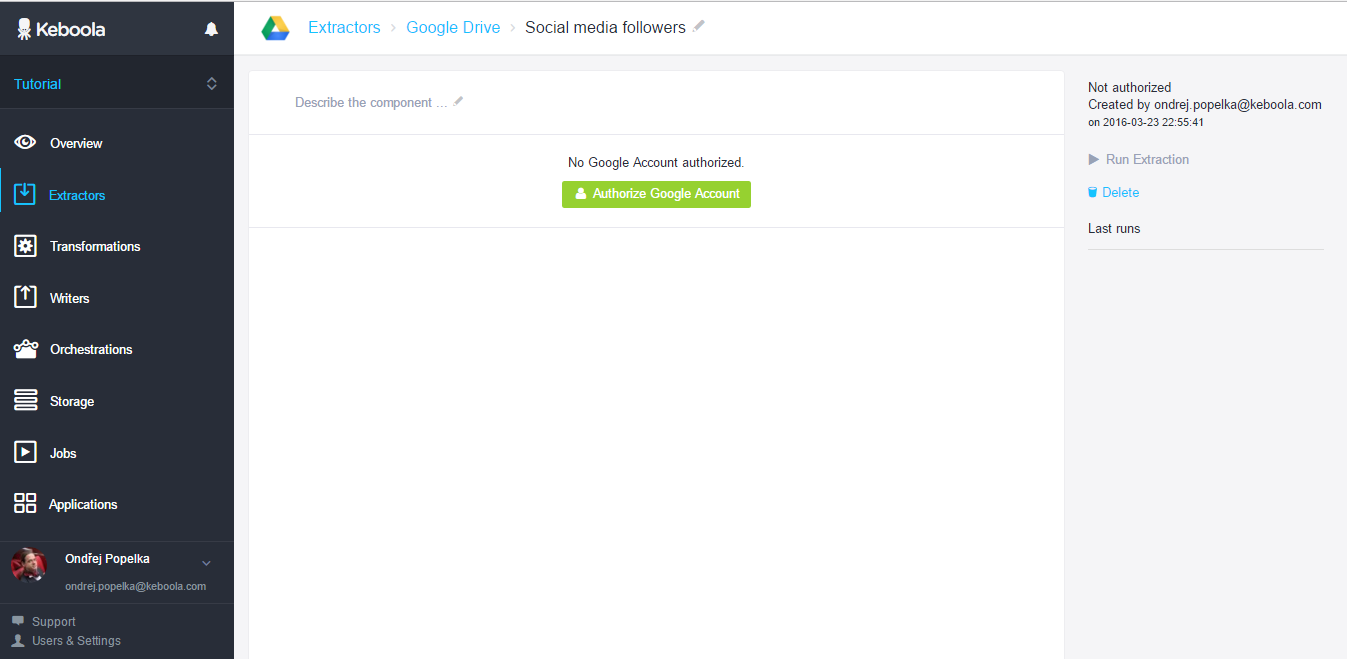 Keboola
Tutorial
Overview
Extractors
Transformations
Writers
Orchestrations
Storage
Jobs
Applications
Ondřej Popelka
ondrej.popelka@keboola.com
Support
Users & Settings
Extractors › Google Drive › Social media followers
Describe the component ...
No Google Account authorized.
Authorize Google Account
Not authorized
Created by ondrej.popelka@keboola.com
on 2016-03-23 22:55:41
Run Extraction
Delete
Last runs